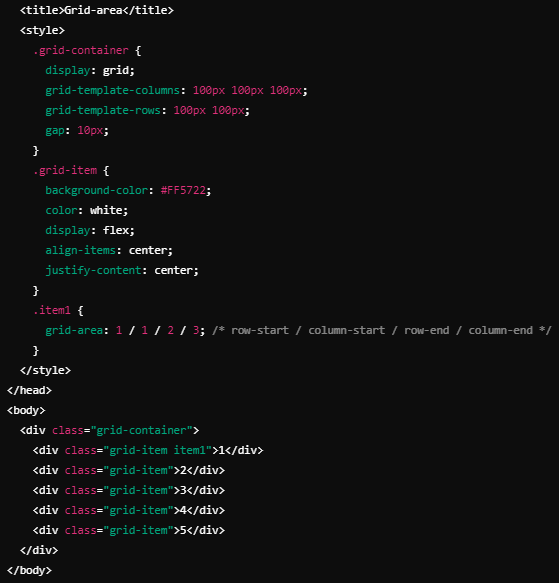 <title>Grid-area</title>
<style>
.grid-container {
display: grid;
grid-template-columns: 100px 100px 100px;
grid-template-rows: 100px 100px;
gap: 10px;
}
.grid-item {
background-color: #FF5722;
color: white;
display: flex;
align-items: center;
justify-content: center;
}
.item1 {
grid-area: 1 / 1 / 2 / 3; /* row-start / column-start / row-end / column-end */
}
</style>
</head>
<body>
<div class="grid-container">
<div class="grid-item item1">1</div>
<div class="grid-item">2</div>
<div class="grid-item">3</div>
<div class="grid-item">4</div>
<div class="grid-item">5</div>
</div>
</body>